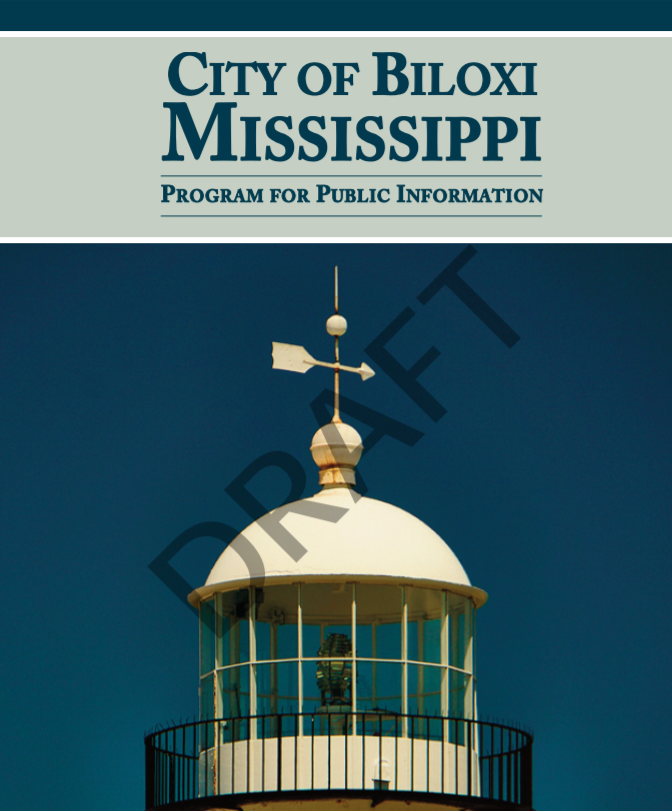 City of Biloxi
Mississippi
Program for Public Information
DRAFT